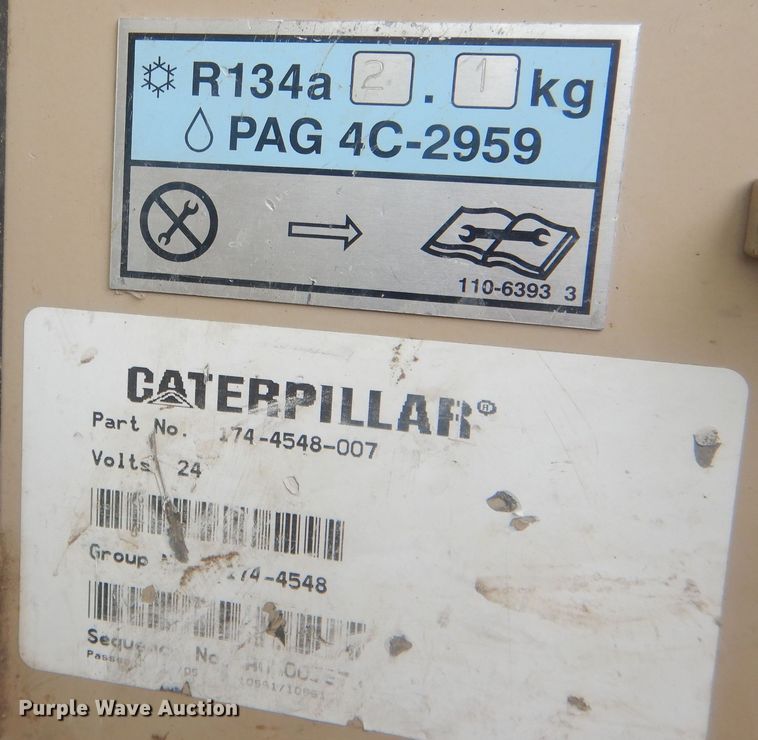 R134a 2.1 kg
PAG 4C-2959
110-6393 3
CATERPILLAR®
Part No. 174-4548-007
Volts 24
Group 174-4548
No.
Purple Wave Auction